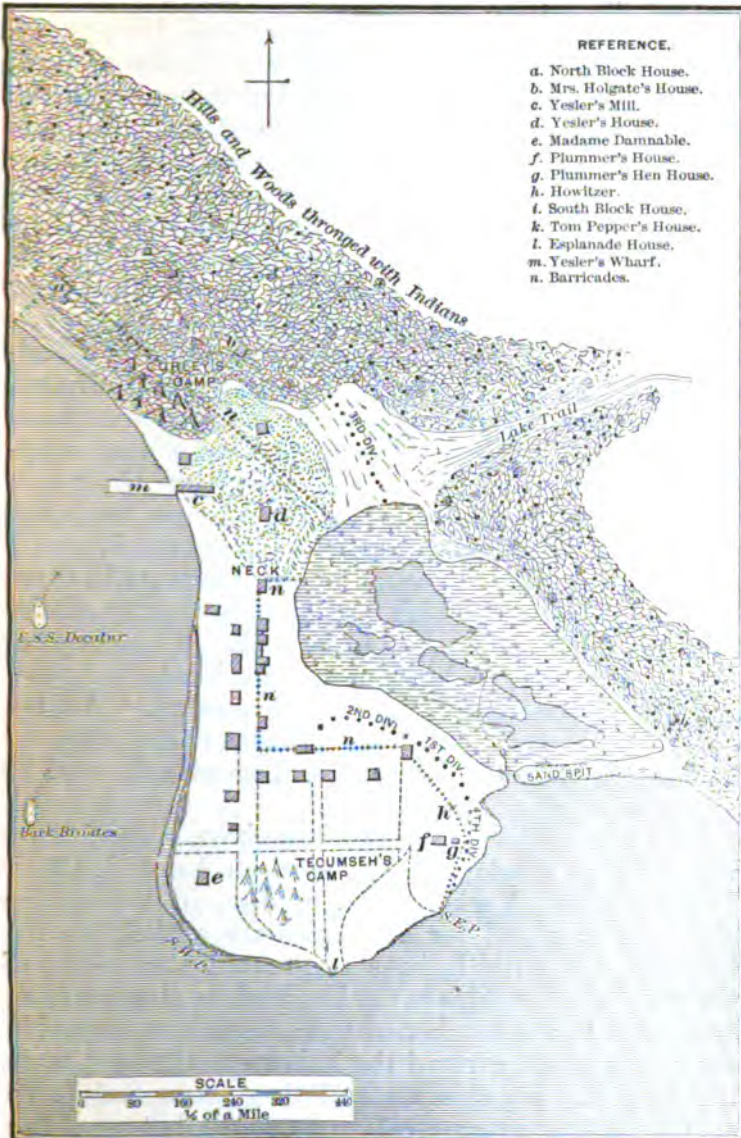 REFERENCE.
a. North Block House.
b. Mrs. Holgate's House.
c. Yesler's Mill.
d. Yesler's House.
e. Madame Damnable.
f. Plummer's House.
g. Plummer's Hen House.
h. Howitzer.
i. South Block House.
k. Tom Pepper's House.
l. Esplanade House.
m. Yesler's Wharf.
n. Barricades.
Hills and Woods thronged with Indians
a
b
CURLEY'S
CAMP
n
3RD. DIV.
Lake Trail
m
c
d
NECK
n
U.S.S. Decatur
n
2ND. DIV.
n
1ST. DIV.
SAND SPIT
h
4TH DIV.
Bark Brontes
f
g
TECUMSEH'S
CAMP
e
S.E.P.
S.W.P.
l
SCALE
0 80 160 240 320 440
¼ of a Mile